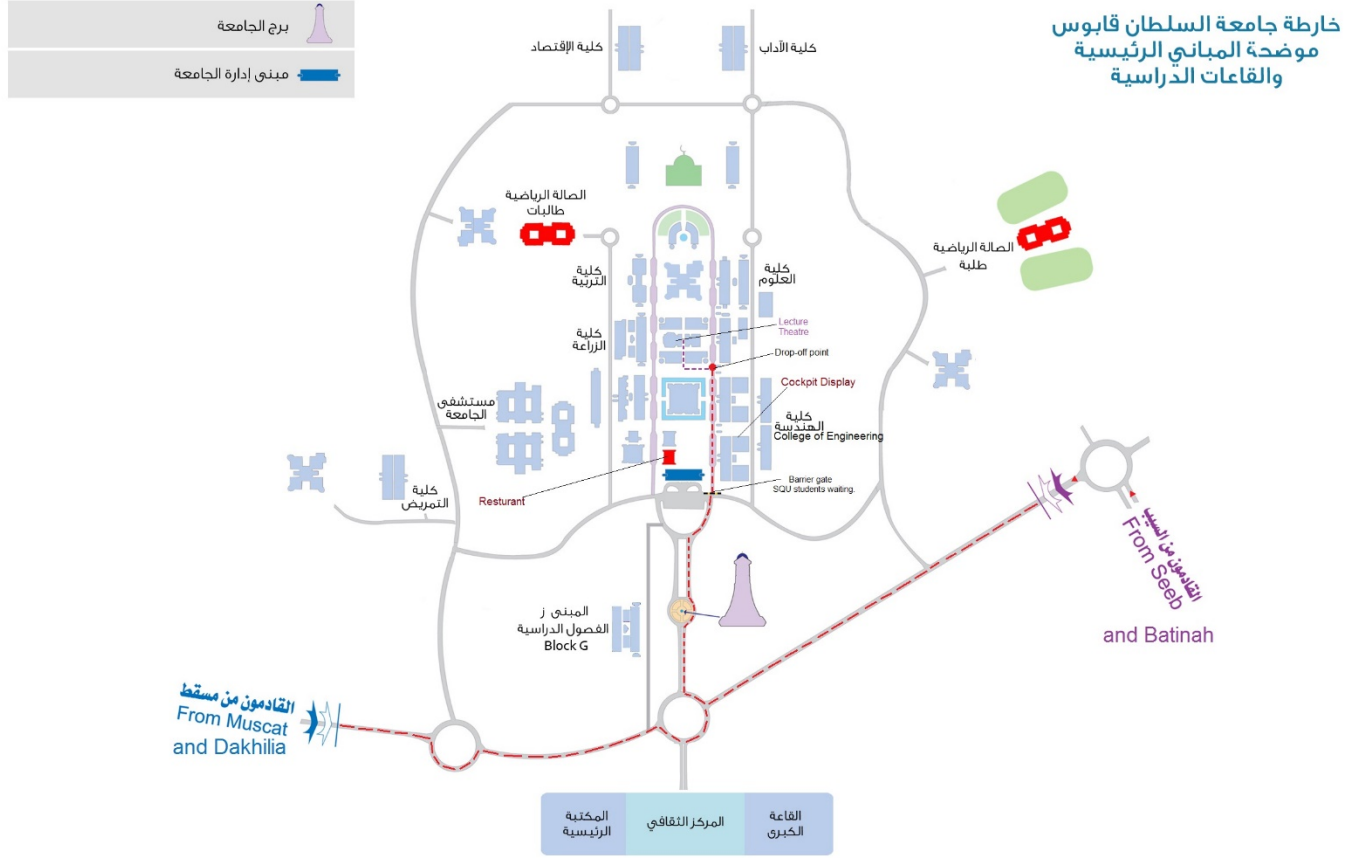 خارطة جامعة السلطان قابوس
موضحة المباني الرئيسية
والقاعات الدراسية
برج الجامعة
مبنى إدارة الجامعة
كلية الإقتصاد
كلية الآداب
الصالة الرياضية
طالبات
الصالة الرياضية
طلبة
كلية
التربية
كلية
العلوم
كلية
الزراعة
Lecture
Theatre
Drop-off point
Cockpit Display
مستشفى
الجامعة
كلية
الهندسة
College of Engineering
كلية
التمريض
Resturant
Barrier gate
SQU students waiting.
القادمون من السيب
From Seeb
and Batinah
المبنى ز
الفصول الدراسية
Block G
القادمون من مسقط
From Muscat
and Dakhilia
القاعة
الكبرى
المركز الثقافي
المكتبة
الرئيسية